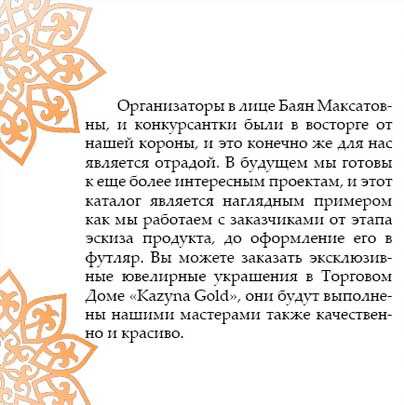 Организаторы в лице Баян Максатов-
ны, и конкурсантки были в восторге от
нашей короны, и это конечно же для нас
является отрадой. В будущем мы готовы
к еще более интересным проектам, и этот
каталог является наглядным примером
как мы работаем с заказчиками от этапа
эскиза продукта, до оформление его в
футляр. Вы можете заказать эксклюзив-
ные ювелирные украшения в Торговом
Доме «Kazyna Gold», они будут выполне-
ны нашими мастерами также качествен-
но и красиво.